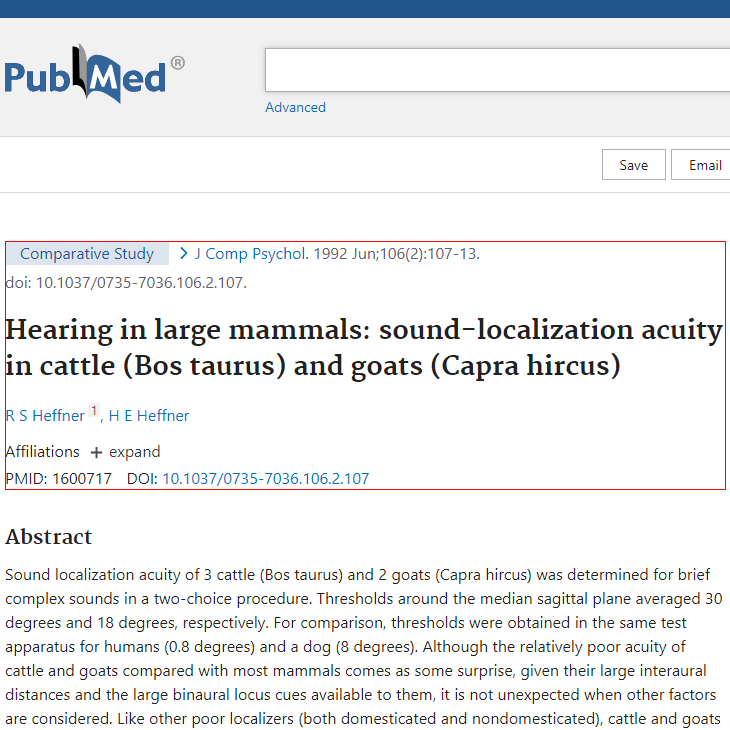 PubMed®
Advanced
Save
Email
Comparative Study > J Comp Psychol. 1992 Jun;106(2):107-13.
doi: 10.1037/0735-7036.106.2.107.
Hearing in large mammals: sound-localization acuity
in cattle (Bos taurus) and goats (Capra hircus)
R S Heffner 1, H E Heffner
Affiliations + expand
PMID: 1600717 DOI: 10.1037/0735-7036.106.2.107
Abstract
Sound localization acuity of 3 cattle (Bos taurus) and 2 goats (Capra hircus) was determined for brief
complex sounds in a two-choice procedure. Thresholds around the median sagittal plane averaged 30
degrees and 18 degrees, respectively. For comparison, thresholds were obtained in the same test
apparatus for humans (0.8 degrees) and a dog (8 degrees). Although the relatively poor acuity of
cattle and goats compared with most mammals comes as some surprise, given their large interaural
distances and the large binaural locus cues available to them, it is not unexpected when other factors
are considered. Like other poor localizers (both domesticated and nondomesticated), cattle and goats